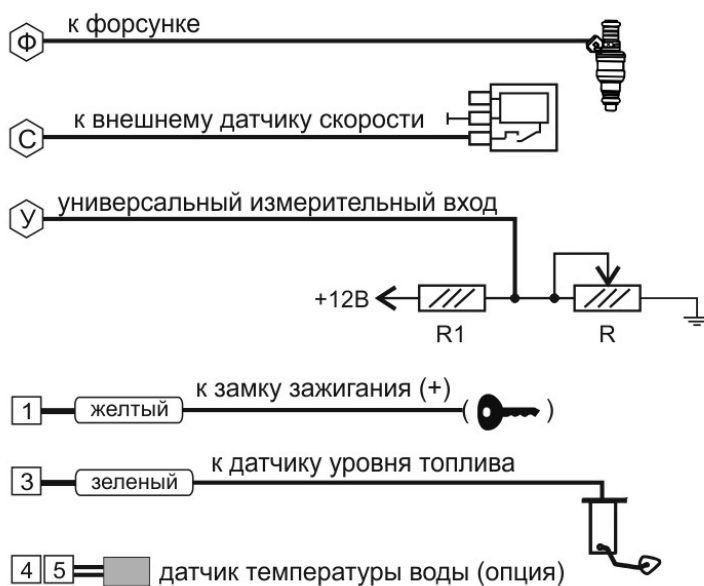 Ф к форсунке
С к внешнему датчику скорости
У универсальный измерительный вход
+12В
R1 R
1 желтый к замку зажигания (+) ( )
3 зеленый к датчику уровня топлива
4 5 датчик температуры воды (опция)